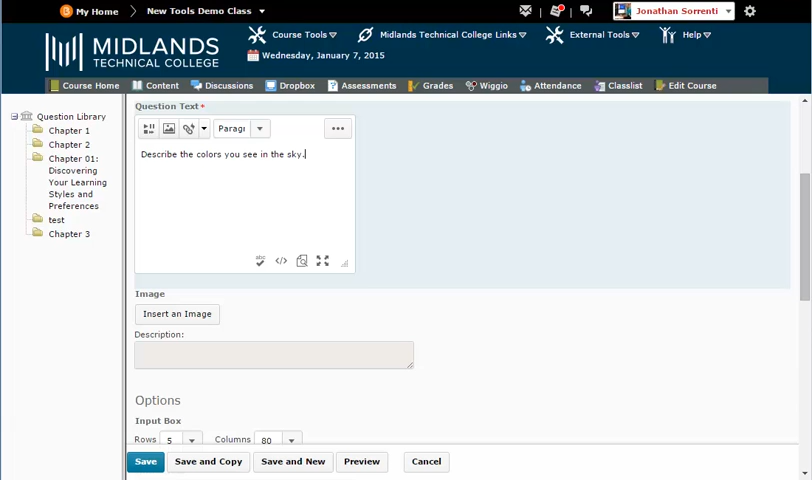 My Home
New Tools Demo Class
Jonathan Sorrenti
MIDLANDS
TECHNICAL COLLEGE
Course Tools
Midlands Technical College Links
External Tools
Help
Wednesday, January 7, 2015
Course Home
Content
Discussions
Dropbox
Assessments
Grades
Wiggio
Attendance
Classlist
Edit Course
Question Library
Chapter 1
Chapter 2
Chapter 01:
Discovering
Your Learning
Styles and
Preferences
test
Chapter 3
Question Text *
Paragr
Describe the colors you see in the sky.
abc
Image
Insert an Image
Description:
Options
Input Box
Rows 5 Columns 80
Save
Save and Copy
Save and New
Preview
Cancel